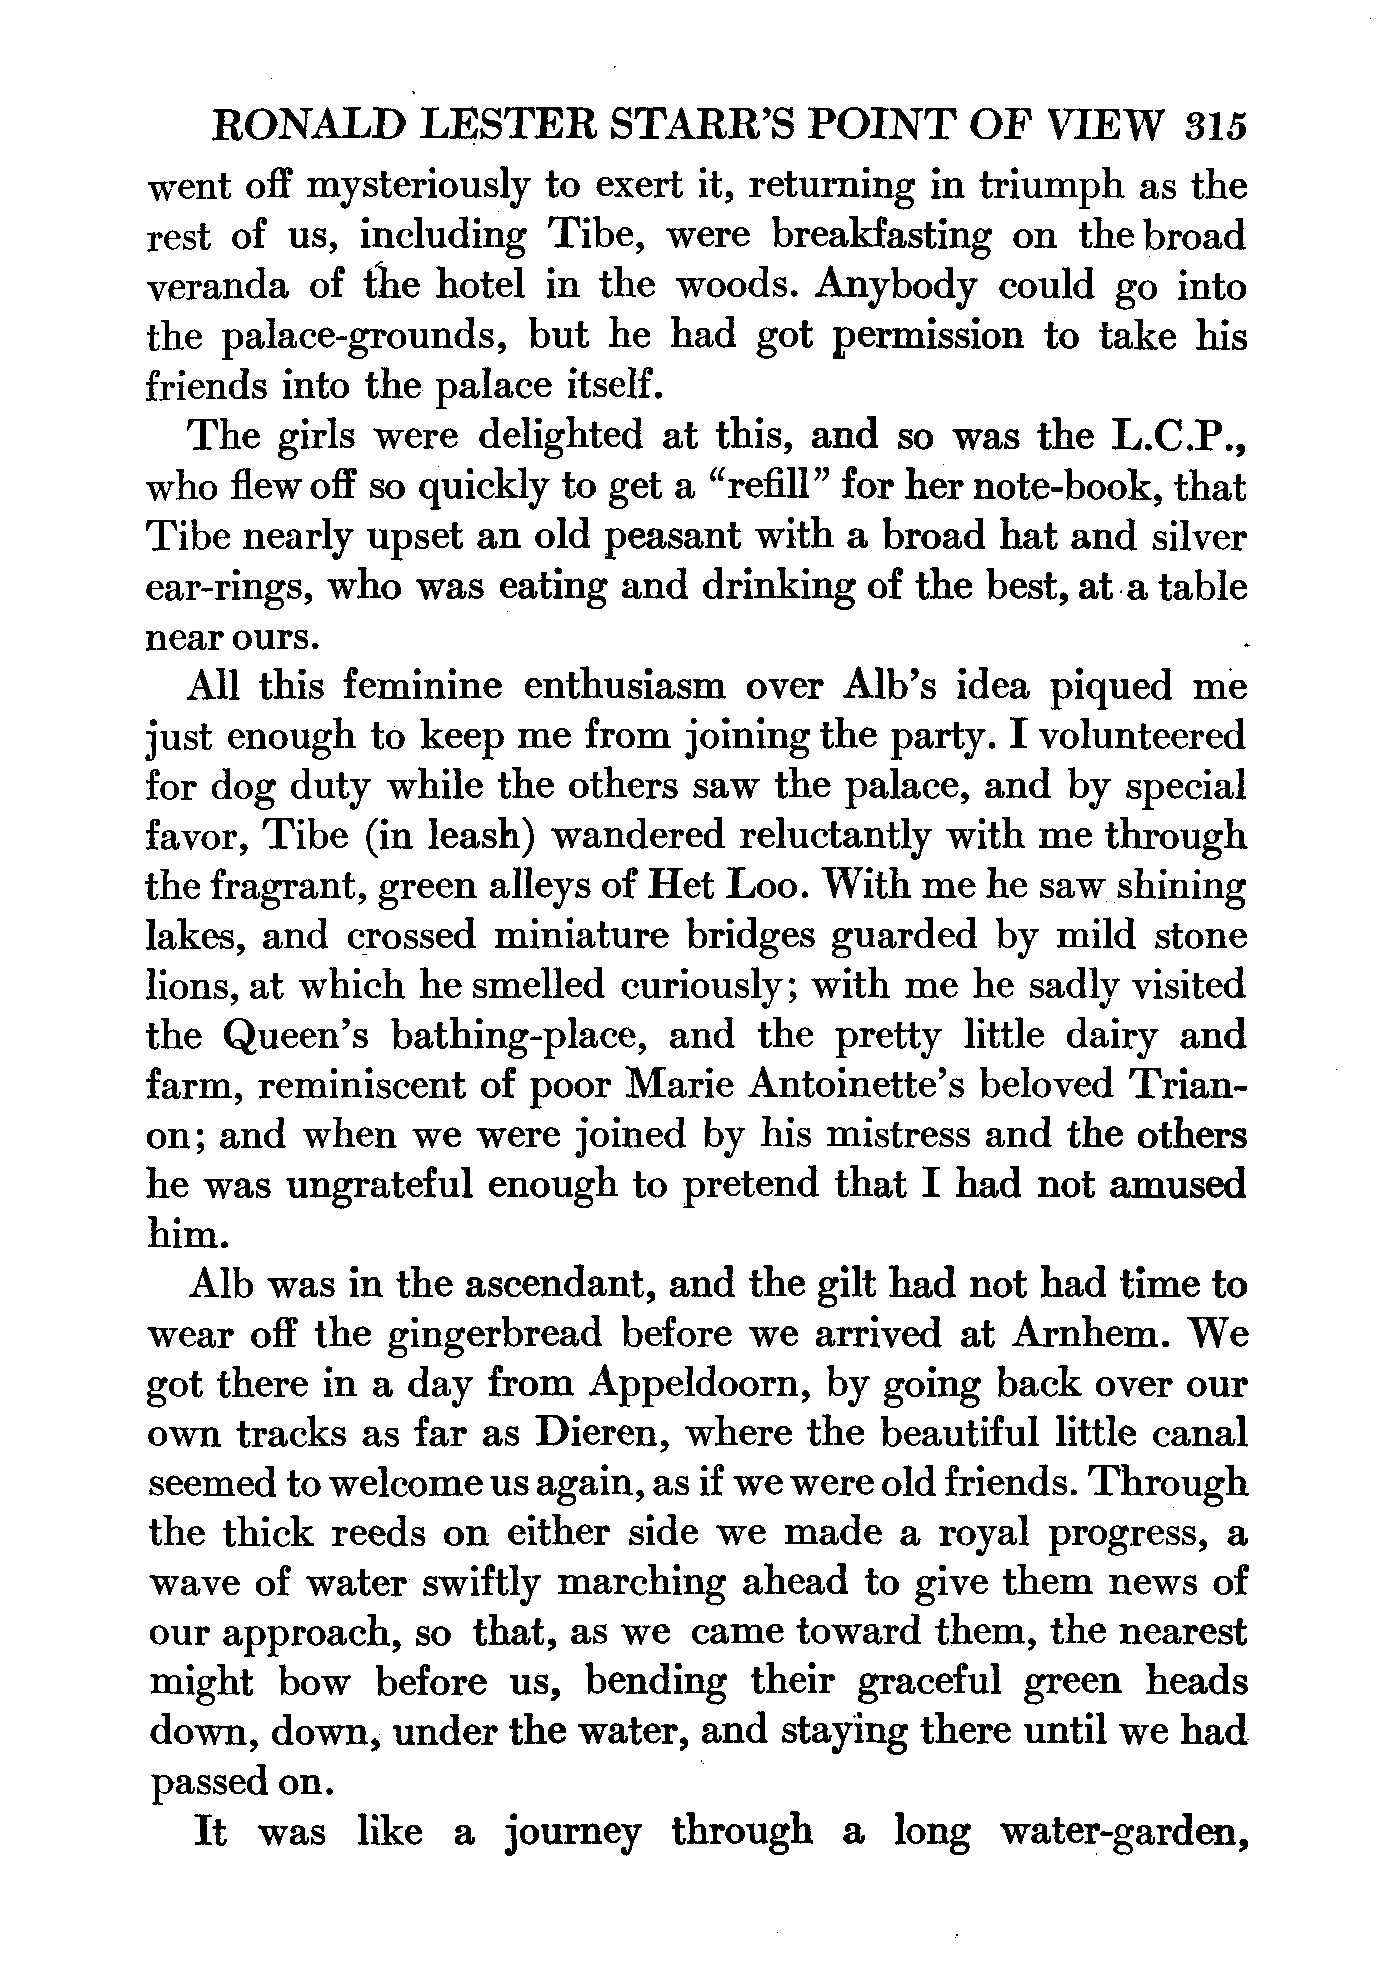 RONALD LESTER STARR'S POINT OF VIEW 315
went off mysteriously to exert it, returning in triumph as the
rest of us, including Tibe, were breakfasting on the broad
veranda of the hotel in the woods. Anybody could go into
the palace-grounds, but he had got permission to take his
friends into the palace itself.
The girls were delighted at this, and so was the L.C.P.,
who flew off so quickly to get a "refill" for her note-book, that
Tibe nearly upset an old peasant with a broad hat and silver
ear-rings, who was eating and drinking of the best, at a table
near ours.
All this feminine enthusiasm over Alb's idea piqued me
just enough to keep me from joining the party. I volunteered
for dog duty while the others saw the palace, and by special
favor, Tibe (in leash) wandered reluctantly with me through
the fragrant, green alleys of Het Loo. With me he saw shining
lakes, and crossed miniature bridges guarded by mild stone
lions, at which he smelled curiously; with me he sadly visited
the Queen's bathing-place, and the pretty little dairy and
farm, reminiscent of poor Marie Antoinette's beloved Trian-
on; and when we were joined by his mistress and the others
he was ungrateful enough to pretend that I had not amused
him.
Alb was in the ascendant, and the gilt had not had time to
wear off the gingerbread before we arrived at Arnhem. We
got there in a day from Appeldoorn, by going back over our
own tracks as far as Dieren, where the beautiful little canal
seemed to welcome us again, as if we were old friends. Through
the thick reeds on either side we made a royal progress, a
wave of water swiftly marching ahead to give them news of
our approach, so that, as we came toward them, the nearest
might bow before us, bending their graceful green heads
down, down, under the water, and staying there until we had
passed on.
It was like a journey through a long water-garden,